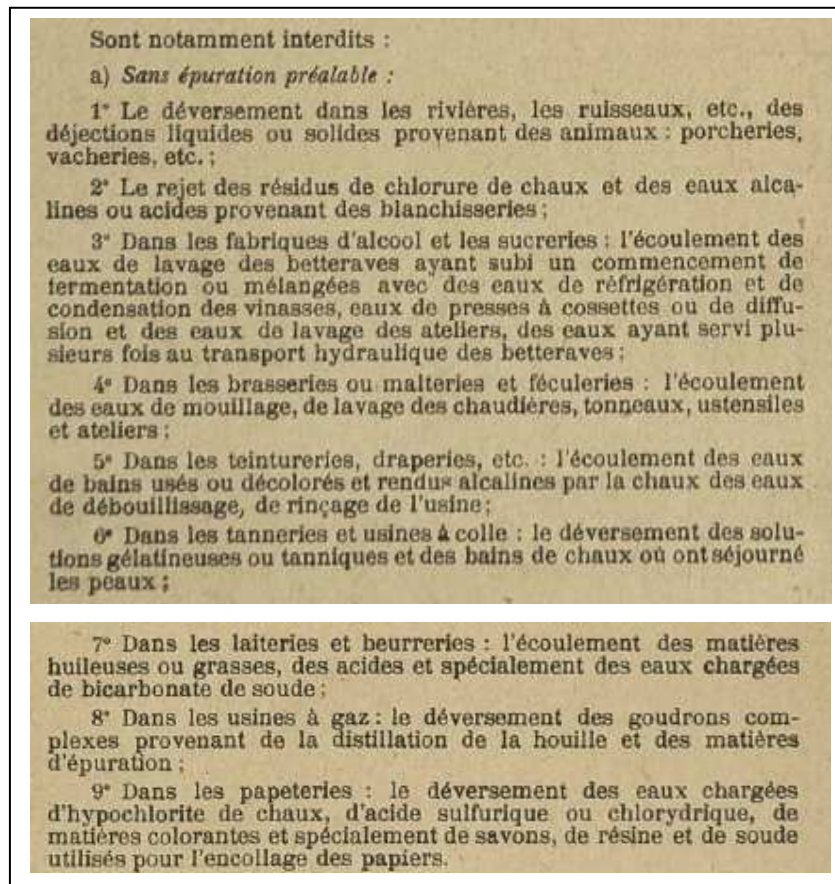 Sont notamment interdits :
a) Sans épuration préalable :
1° Le déversement dans les rivières, les ruisseaux, etc., des
déjections liquides ou solides provenant des animaux : porcheries,
vacheries, etc. ;
2° Le rejet des résidus de chlorure de chaux et des eaux alca-
lines ou acides provenant des blanchisseries ;
3° Dans les fabriques d'alcool et les sucreries : l'écoulement des
eaux de lavage des betteraves ayant subi un commencement de
fermentation ou mélangées avec des eaux de réfrigération et de
condensation des vinasses, eaux de presses à cossettes ou de diffu-
sion et des eaux de lavage des ateliers, des eaux ayant servi plu-
sieurs fois au transport hydraulique des betteraves ;
4° Dans les brasseries ou malteries et féculeries : l'écoulement
des eaux de mouillage, de lavage des chaudières, tonneaux, ustensiles
et ateliers ;
5° Dans les teintureries, draperies, etc. : l'écoulement des eaux
de bains usés ou décolorés et rendus alcalines par la chaux des eaux
de débouillissage, de rinçage de l'usine ;
6° Dans les tanneries et usines à colle : le déversement des solu-
tions gélatineuses ou tanniques et des bains de chaux où ont séjourné
les peaux ;
7° Dans les laiteries et beurreries : l'écoulement des matières
huileuses ou grasses, des acides et spécialement des eaux chargées
de bicarbonate de soude ;
8° Dans les usines à gaz : le déversement des goudrons com-
plexes provenant de la distillation de la houille et des matières
d'épuration ;
9° Dans les papeteries : le déversement des eaux chargées
d'hypochlorite de chaux, d'acide sulfurique ou chlorydrique, de
matières colorantes et spécialement de savons, de résine et de soude
utilisés pour l'encollage des papiers.